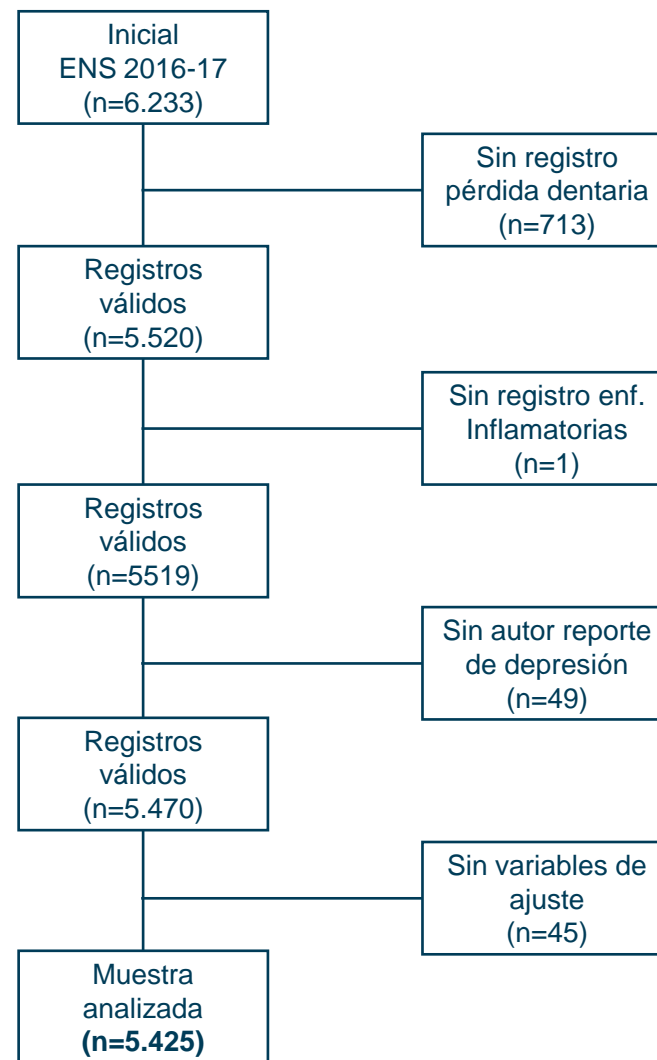 Inicial
ENS 2016-17
(n=6.233)
Sin registro
pérdida dentaria
(n=713)
Registros
válidos
(n=5.520)
Sin registro enf.
Inflamatorias
(n=1)
Registros
válidos
(n=5519)
Sin autor reporte
de depresión
(n=49)
Registros
válidos
(n=5.470)
Sin variables de
ajuste
(n=45)
Muestra
analizada
(n=5.425)